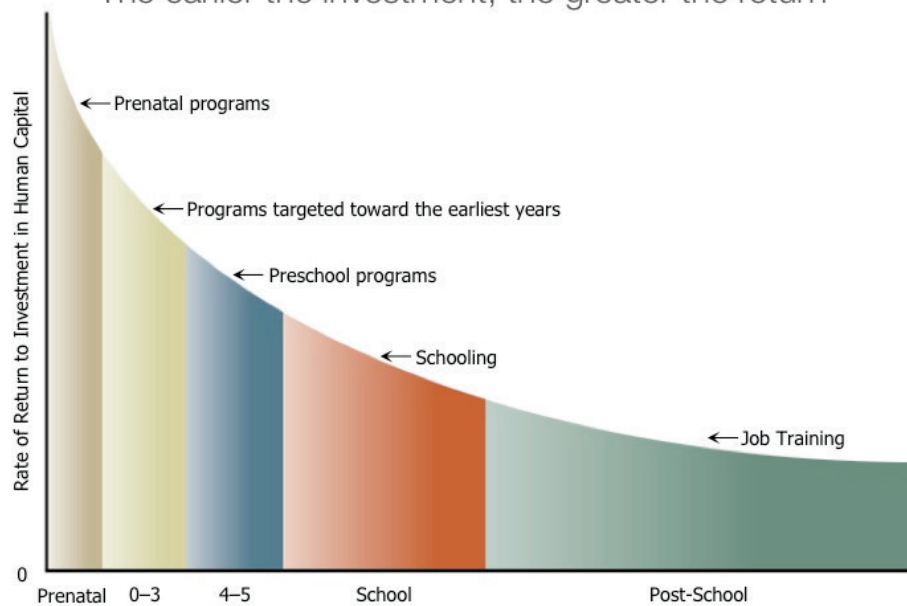 The earlier the investment, the greater the return
Prenatal programs
Programs targeted toward the earliest years
Preschool programs
Schooling
Job Training
Rate of Return to Investment in Human Capital
0
Prenatal 0–3 4–5 School Post-School